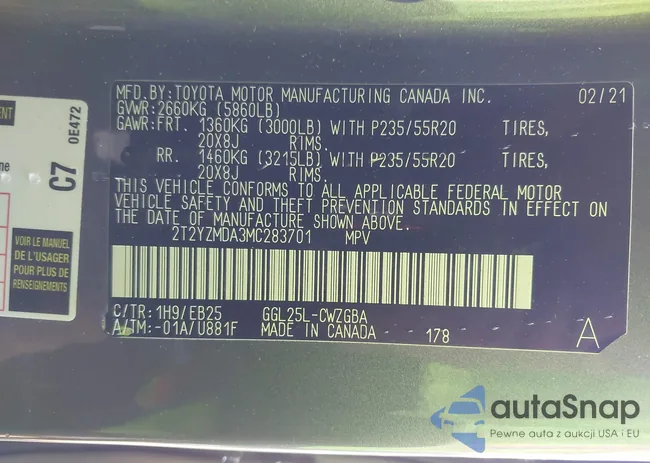 MFD.BY:TOYOTA MOTOR MANUFACTURING CANADA INC. 02/21
GVWR:2660KG (5860LB)
GAWR:FRT. 1360KG (3000LB) WITH P235/55R20 TIRES,
20X8J RIMS.
RR. 1460KG (3215LB) WITH P235/55R20 TIRES,
20X8J RIMS.
THIS VEHICLE CONFORMS TO ALL APPLICABLE FEDERAL MOTOR
VEHICLE SAFETY AND THEFT PREVENTION STANDARDS IN EFFECT ON
THE DATE OF MANUFACTURE SHOWN ABOVE.
2T2YZMDA3MC283701 MPV
C/TR:1H9/EB25 GGL25L-CWZGBA
A/TM:-01A/U881F MADE IN CANADA 178 A
C7
0E472
VOIR LE MANUEL
DE L'USAGER
POUR PLUS DE
RENSEIGNEMENTS
autaSnap
Pewne auta z aukcji USA i EU